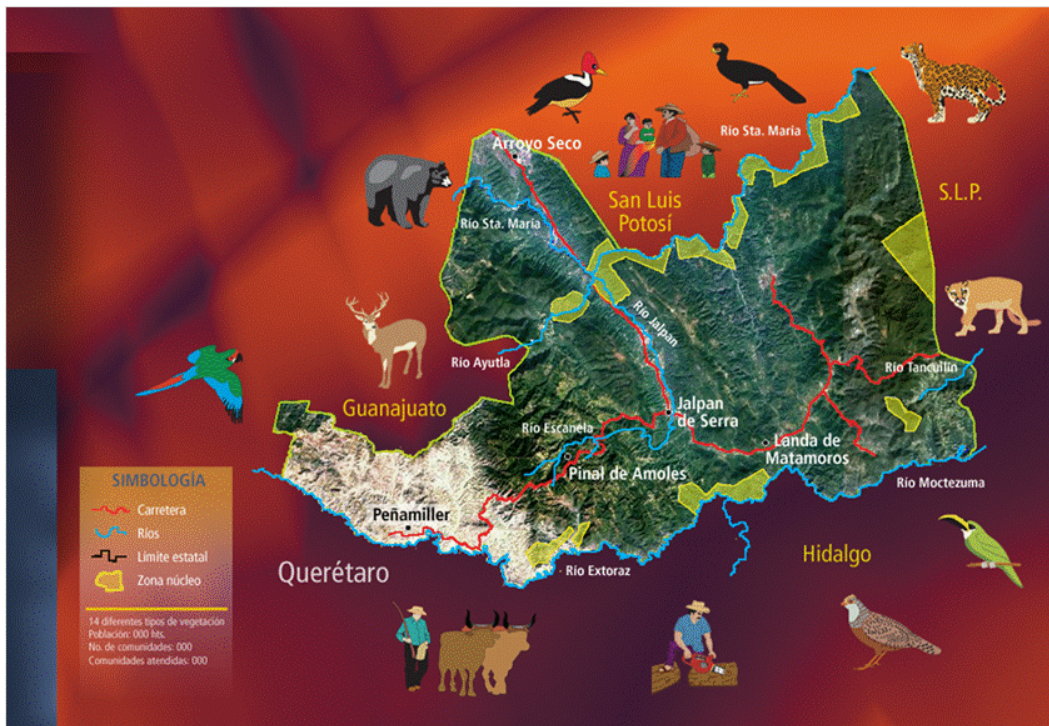 Río Sta. María
Arroyo Seco
San Luis
Potosí
S.L.P.
Río Sta. María
Río Jalpan
Río Ayutla
Río Tancuilín
Guanajuato
Jalpan
de Serra
Río Escanela
Landa de
Matamoros
Pinal de Amoles
Río Moctezuma
Peñamiller
Hidalgo
Querétaro
Río Extoraz
SIMBOLOGÍA
Carretera
Ríos
Límite estatal
Zona núcleo
14 diferentes tipos de vegetación
Población: 000 hts.
No. de comunidades: 000
Comunidades atendidas: 000